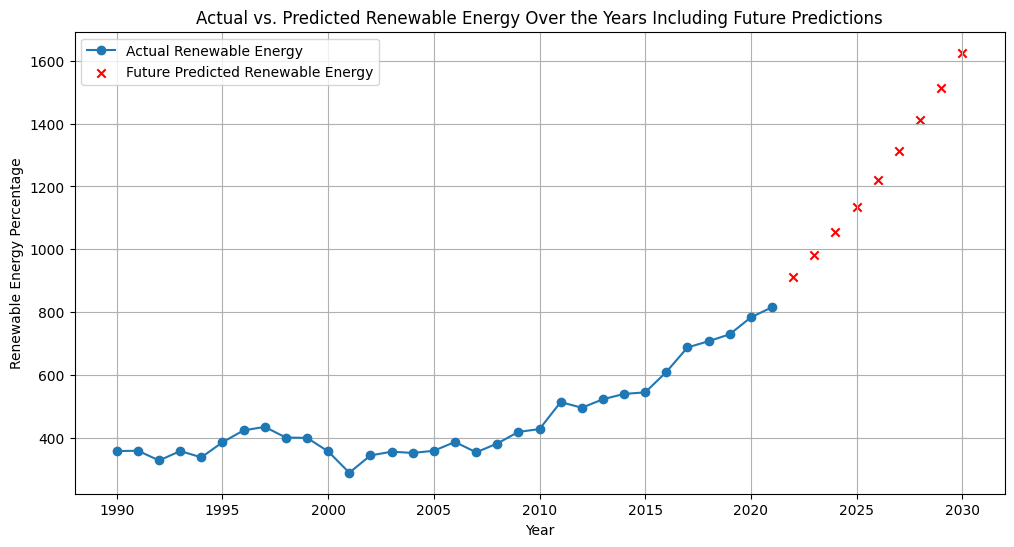 Actual vs. Predicted Renewable Energy Over the Years Including Future Predictions
Actual Renewable Energy
Future Predicted Renewable Energy
Renewable Energy Percentage
1600
1400
1200
1000
800
600
400
1990 1995 2000 2005 2010 2015 2020 2025 2030
Year